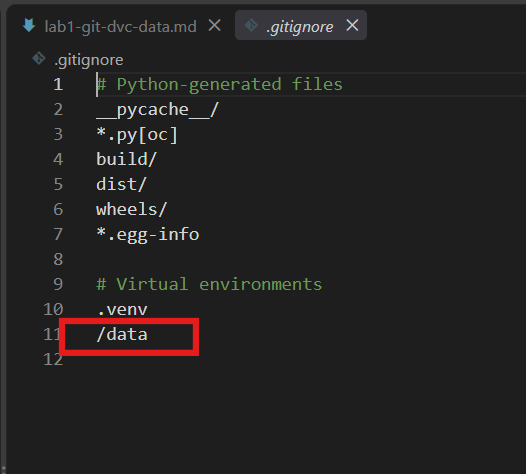 lab1-git-dvc-data.md
.gitignore
.gitignore
1 # Python-generated files
2 __pycache__/
3 *.py[oc]
4 build/
5 dist/
6 wheels/
7 *.egg-info
8
9 # Virtual environments
10 .venv
11 /data
12